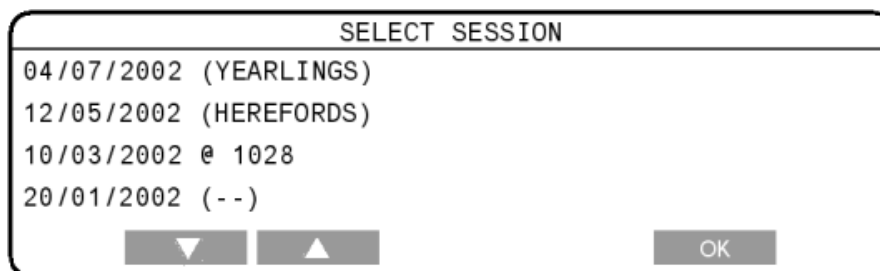 SELECT SESSION
04/07/2002 (YEARLINGS)
12/05/2002 (HEREFORDS)
10/03/2002 @ 1028
20/01/2002 (--)
OK